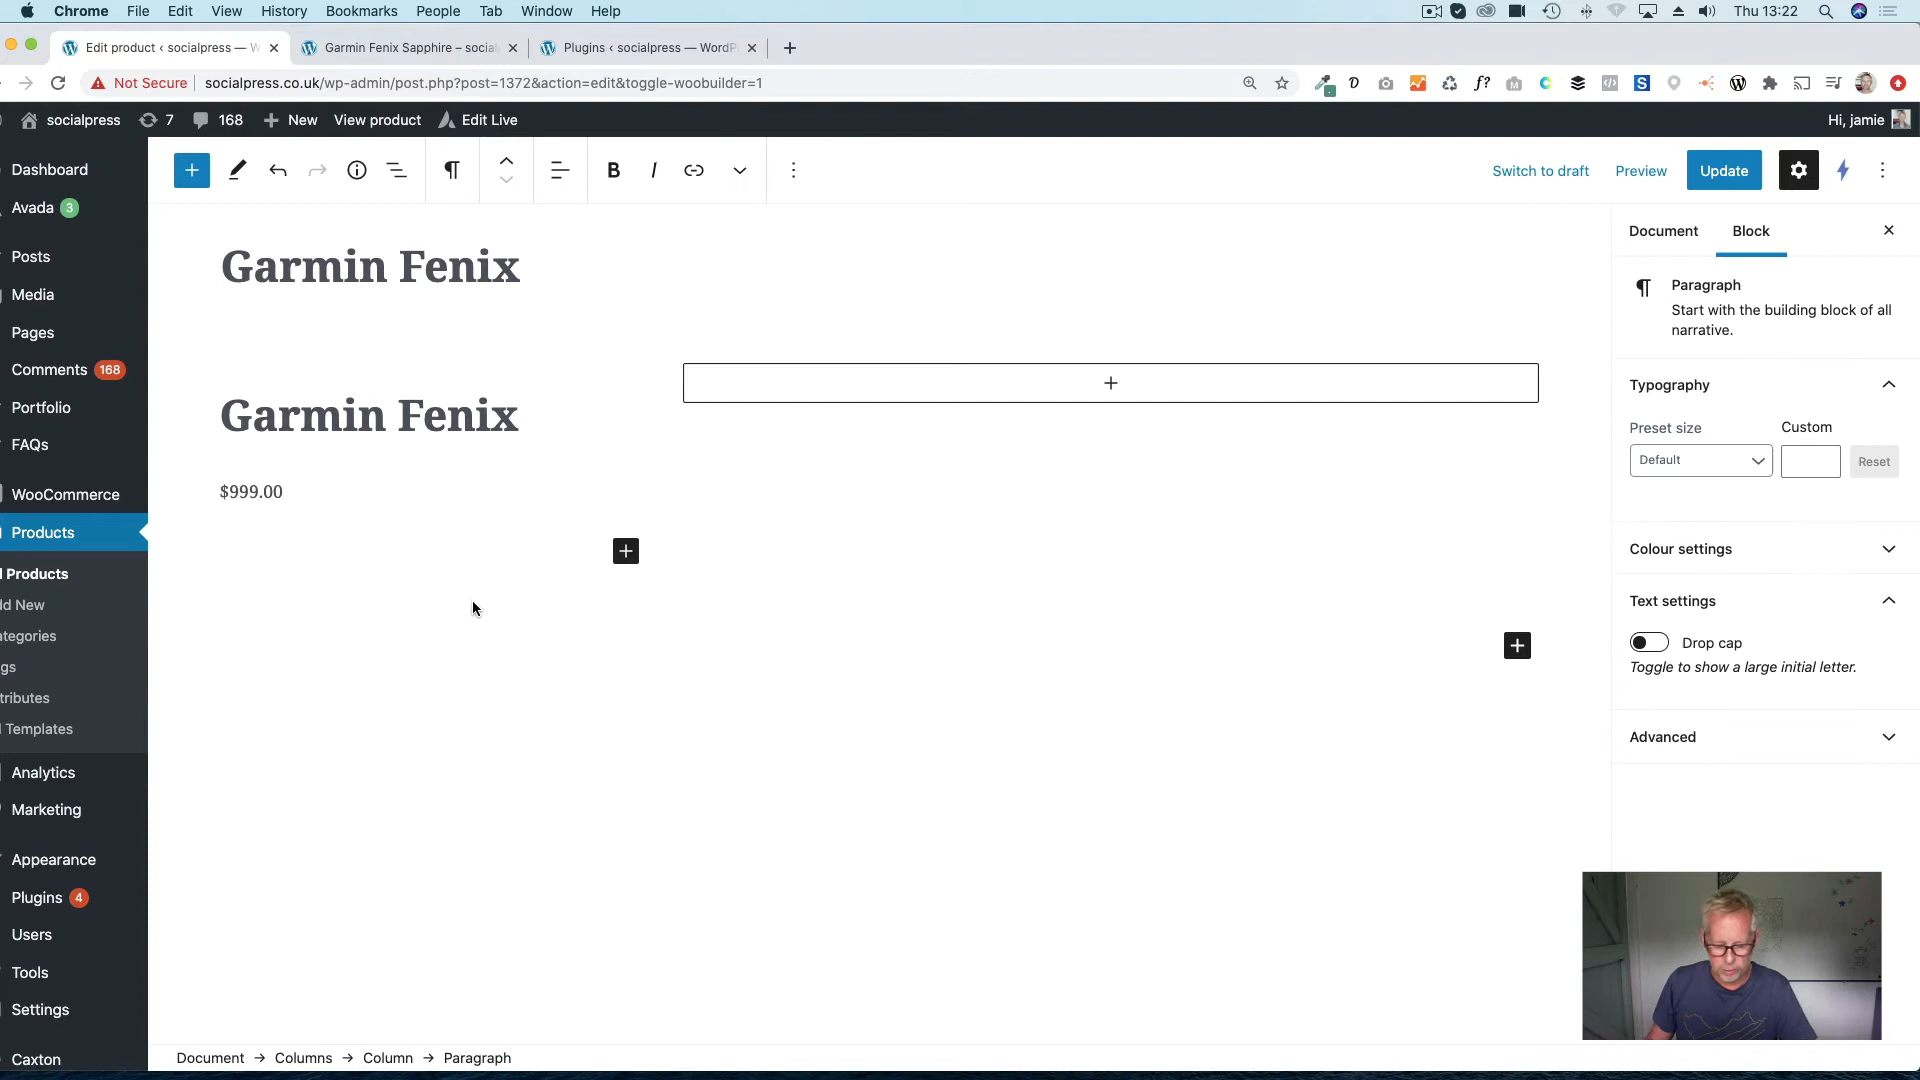 Chrome File Edit View History Bookmarks People Tab Window Help Thu 13:22
Edit product ‹ socialpress — W
Garmin Fenix Sapphire – social
Plugins ‹ socialpress — WordP
Not Secure socialpress.co.uk/wp-admin/post.php?post=1372&action=edit&toggle-woobuilder=1
socialpress 7 168 New View product Edit Live Hi, jamie
Dashboard
Avada 3
Posts
Media
Pages
Comments 168
Portfolio
FAQs
WooCommerce
Products
l Products
dd New
ategories
gs
tributes
l Templates
Analytics
Marketing
Appearance
Plugins 4
Users
Tools
Settings
Caxton
B I
Switch to draft Preview Update
Garmin Fenix
Garmin Fenix
$999.00
Document Block
Paragraph
Start with the building block of all
narrative.
Typography
Preset size Custom
Default Reset
Colour settings
Text settings
Drop cap
Toggle to show a large initial letter.
Advanced
Document → Columns → Column → Paragraph